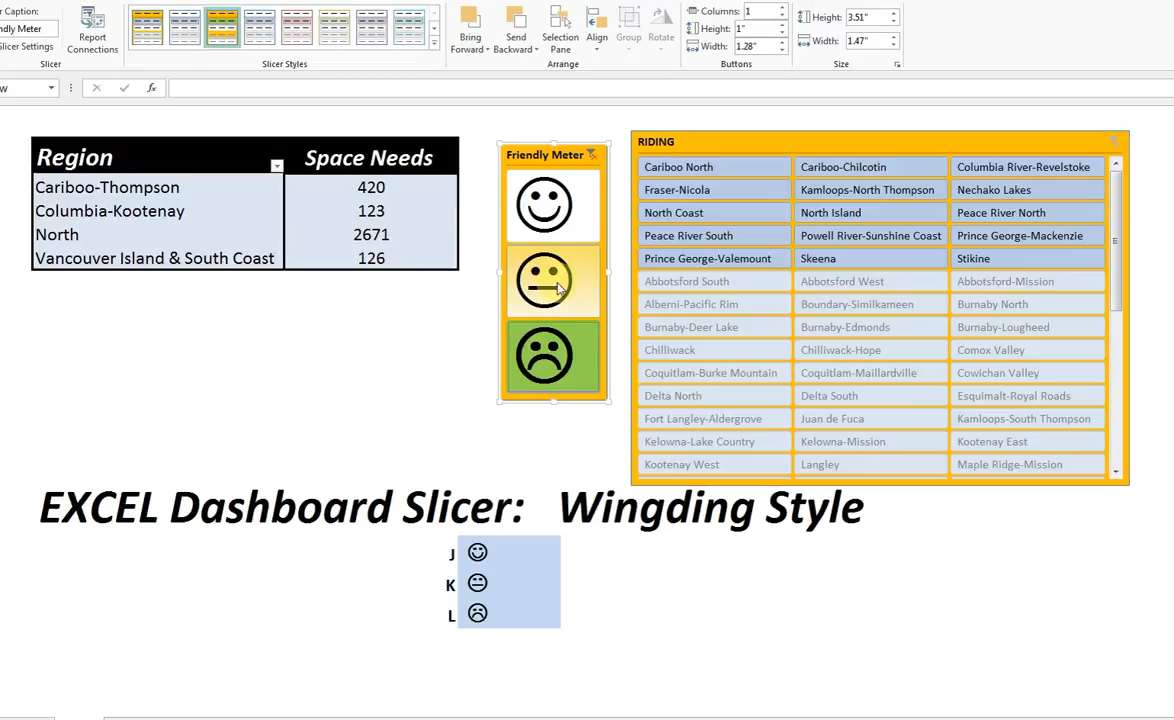 Caption:
Report
Connections
Bring
Forward
Send
Backward
Selection
Pane
Align
Group
Rotate
Columns: 1
Height: 1"
Width: 1.28"
Height: 3.51"
Width: 1.47"
ndly Meter
Slicer Settings
Slicer
Slicer Styles
Arrange
Buttons
Size
fx
Region
Space Needs
Cariboo-Thompson 420
Columbia-Kootenay 123
North 2671
Vancouver Island & South Coast 126
Friendly Meter
RIDING
Cariboo North Cariboo-Chilcotin Columbia River-Revelstoke
Fraser-Nicola Kamloops-North Thompson Nechako Lakes
North Coast North Island Peace River North
Peace River South Powell River-Sunshine Coast Prince George-Mackenzie
Prince George-Valemount Skeena Stikine
Abbotsford South Abbotsford West Abbotsford-Mission
Alberni-Pacific Rim Boundary-Similkameen Burnaby North
Burnaby-Deer Lake Burnaby-Edmonds Burnaby-Lougheed
Chilliwack Chilliwack-Hope Comox Valley
Coquitlam-Burke Mountain Coquitlam-Maillardville Cowichan Valley
Delta North Delta South Esquimalt-Royal Roads
Fort Langley-Aldergrove Juan de Fuca Kamloops-South Thompson
Kelowna-Lake Country Kelowna-Mission Kootenay East
Kootenay West Langley Maple Ridge-Mission
EXCEL Dashboard Slicer: Wingding Style
J
K
L